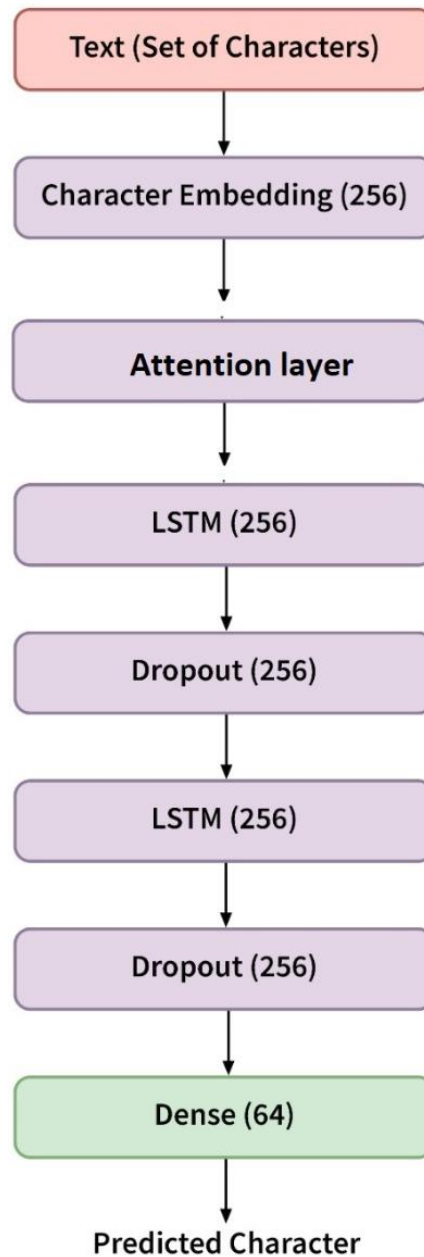 Text (Set of Characters)
Character Embedding (256)
Attention layer
LSTM (256)
Dropout (256)
LSTM (256)
Dropout (256)
Dense (64)
Predicted Character